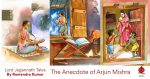 Lord Jagannath Tales
By Ramendra Kumar
The Anecdote of Arjun Mishra